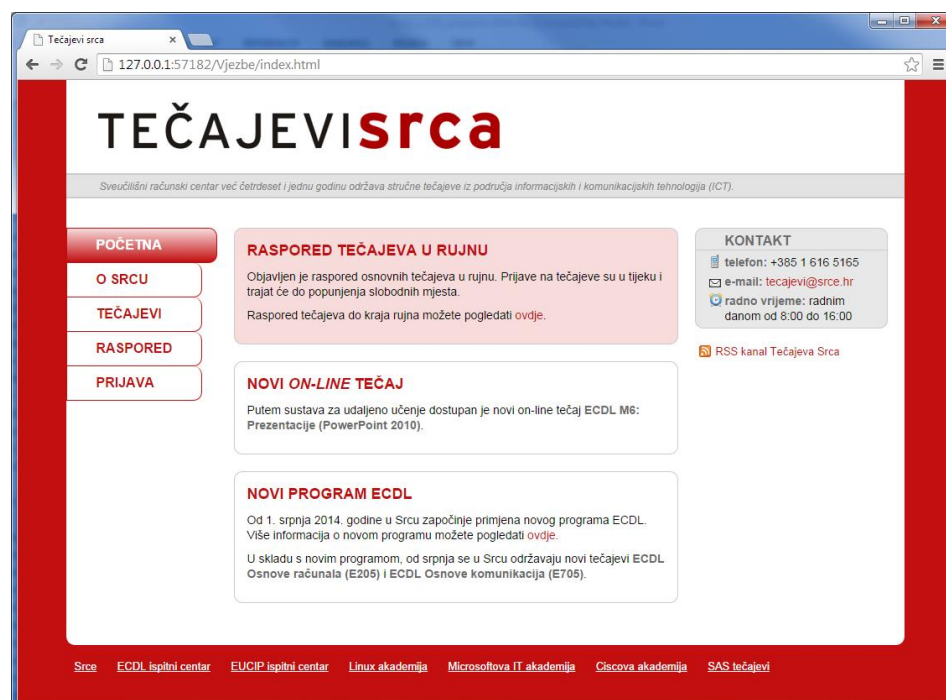 Tečajevi srca
127.0.0.1:57182/Vjezbe/index.html
TEČAJEVIsrca
Sveučilišni računski centar već četrdeset i jednu godinu održava stručne tečajeve iz područja informacijskih i komunikacijskih tehnologija (ICT).
POČETNA
O SRCU
TEČAJEVI
RASPORED
PRIJAVA
RASPORED TEČAJEVA U RUJNU
Objavljen je raspored osnovnih tečajeva u rujnu. Prijave na tečajeve su u tijeku i
trajat će do popunjenja slobodnih mjesta.
Raspored tečajeva do kraja rujna možete pogledati ovdje.
NOVI ON-LINE TEČAJ
Putem sustava za udaljeno učenje dostupan je novi on-line tečaj ECDL M6:
Prezentacije (PowerPoint 2010).
NOVI PROGRAM ECDL
Od 1. srpnja 2014. godine u Srcu započinje primjena novog programa ECDL.
Više informacija o novom programu možete pogledati ovdje.
U skladu s novim programom, od srpnja se u Srcu održavaju novi tečajevi ECDL
Osnove računala (E205) i ECDL Osnove komunikacija (E705).
KONTAKT
telefon: +385 1 616 5165
e-mail: tecajevi@srce.hr
radno vrijeme: radnim
danom od 8:00 do 16:00
RSS kanal Tečajeva Srca
Srce ECDL ispitni centar EUCIP ispitni centar Linux akademija Microsoftova IT akademija Ciscova akademija SAS tečajevi